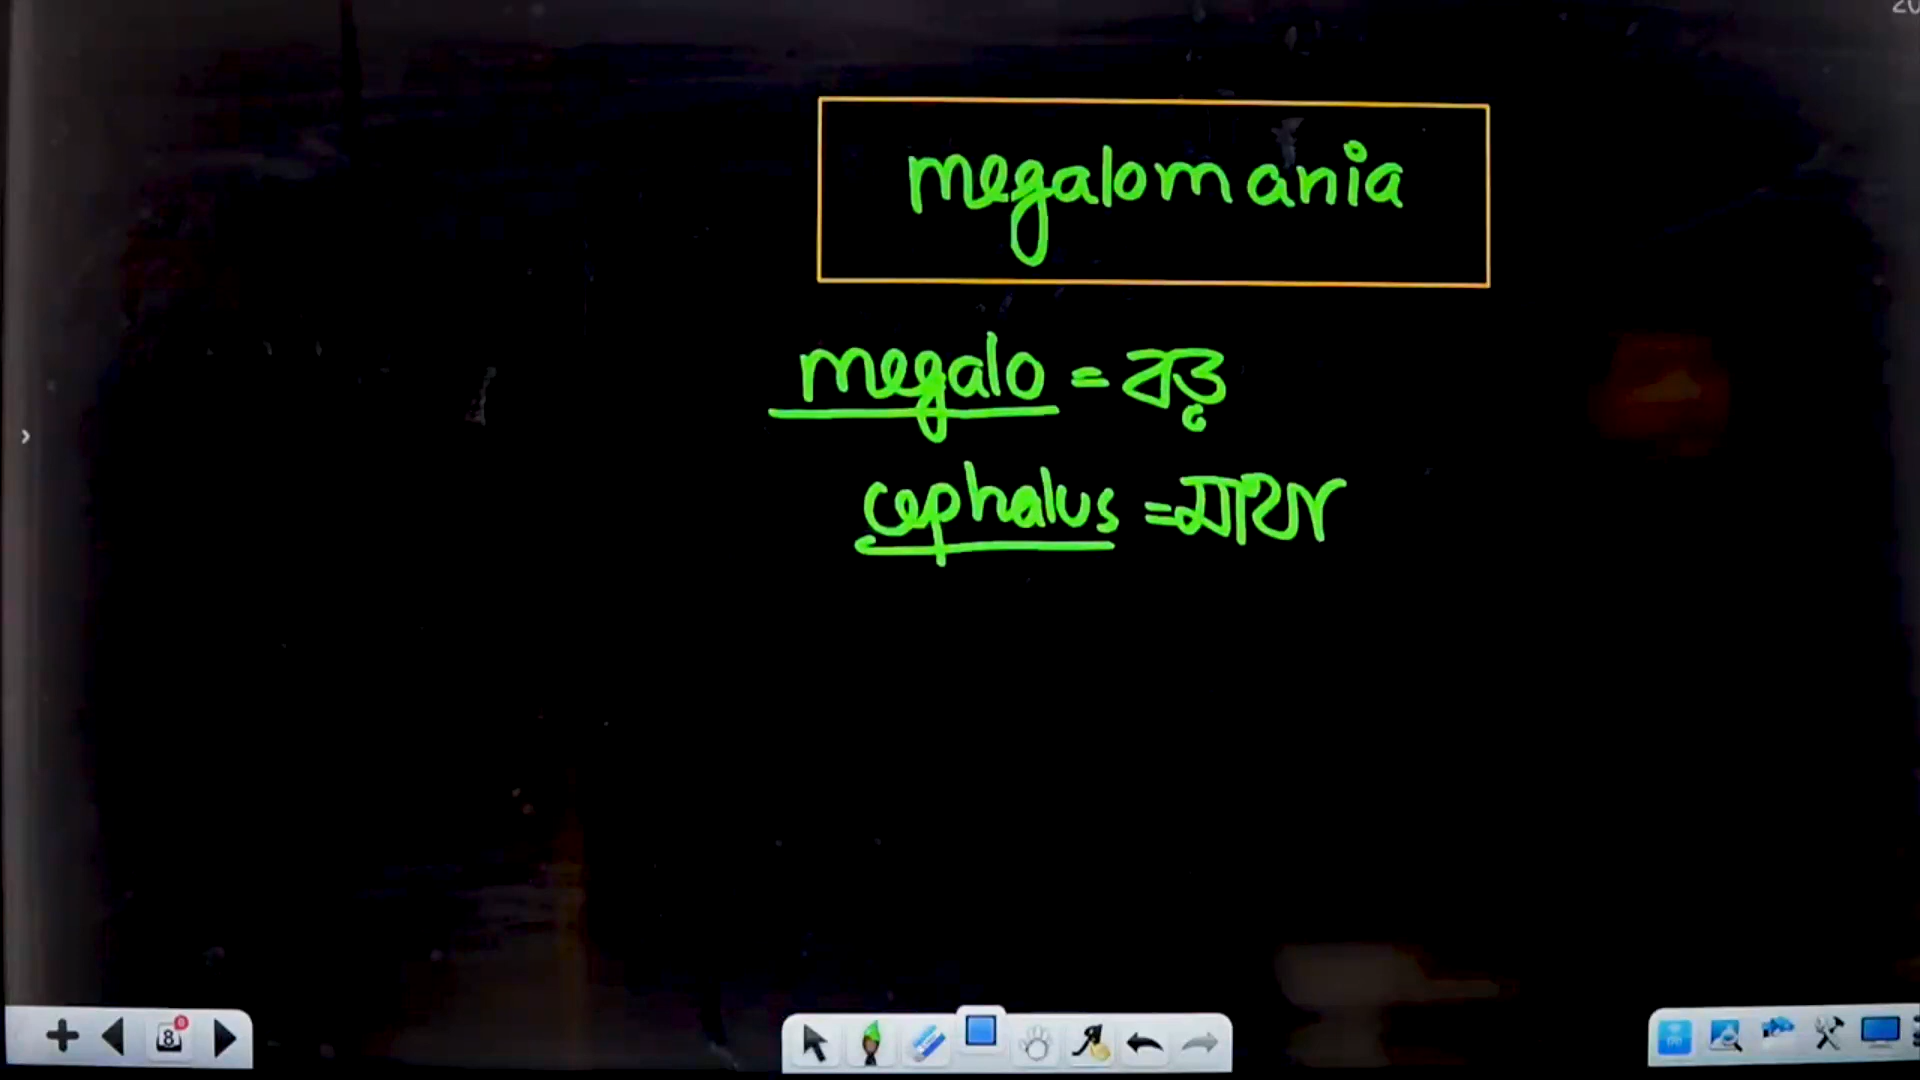 megalomania
megalo = বড়
cephalus = মাথা